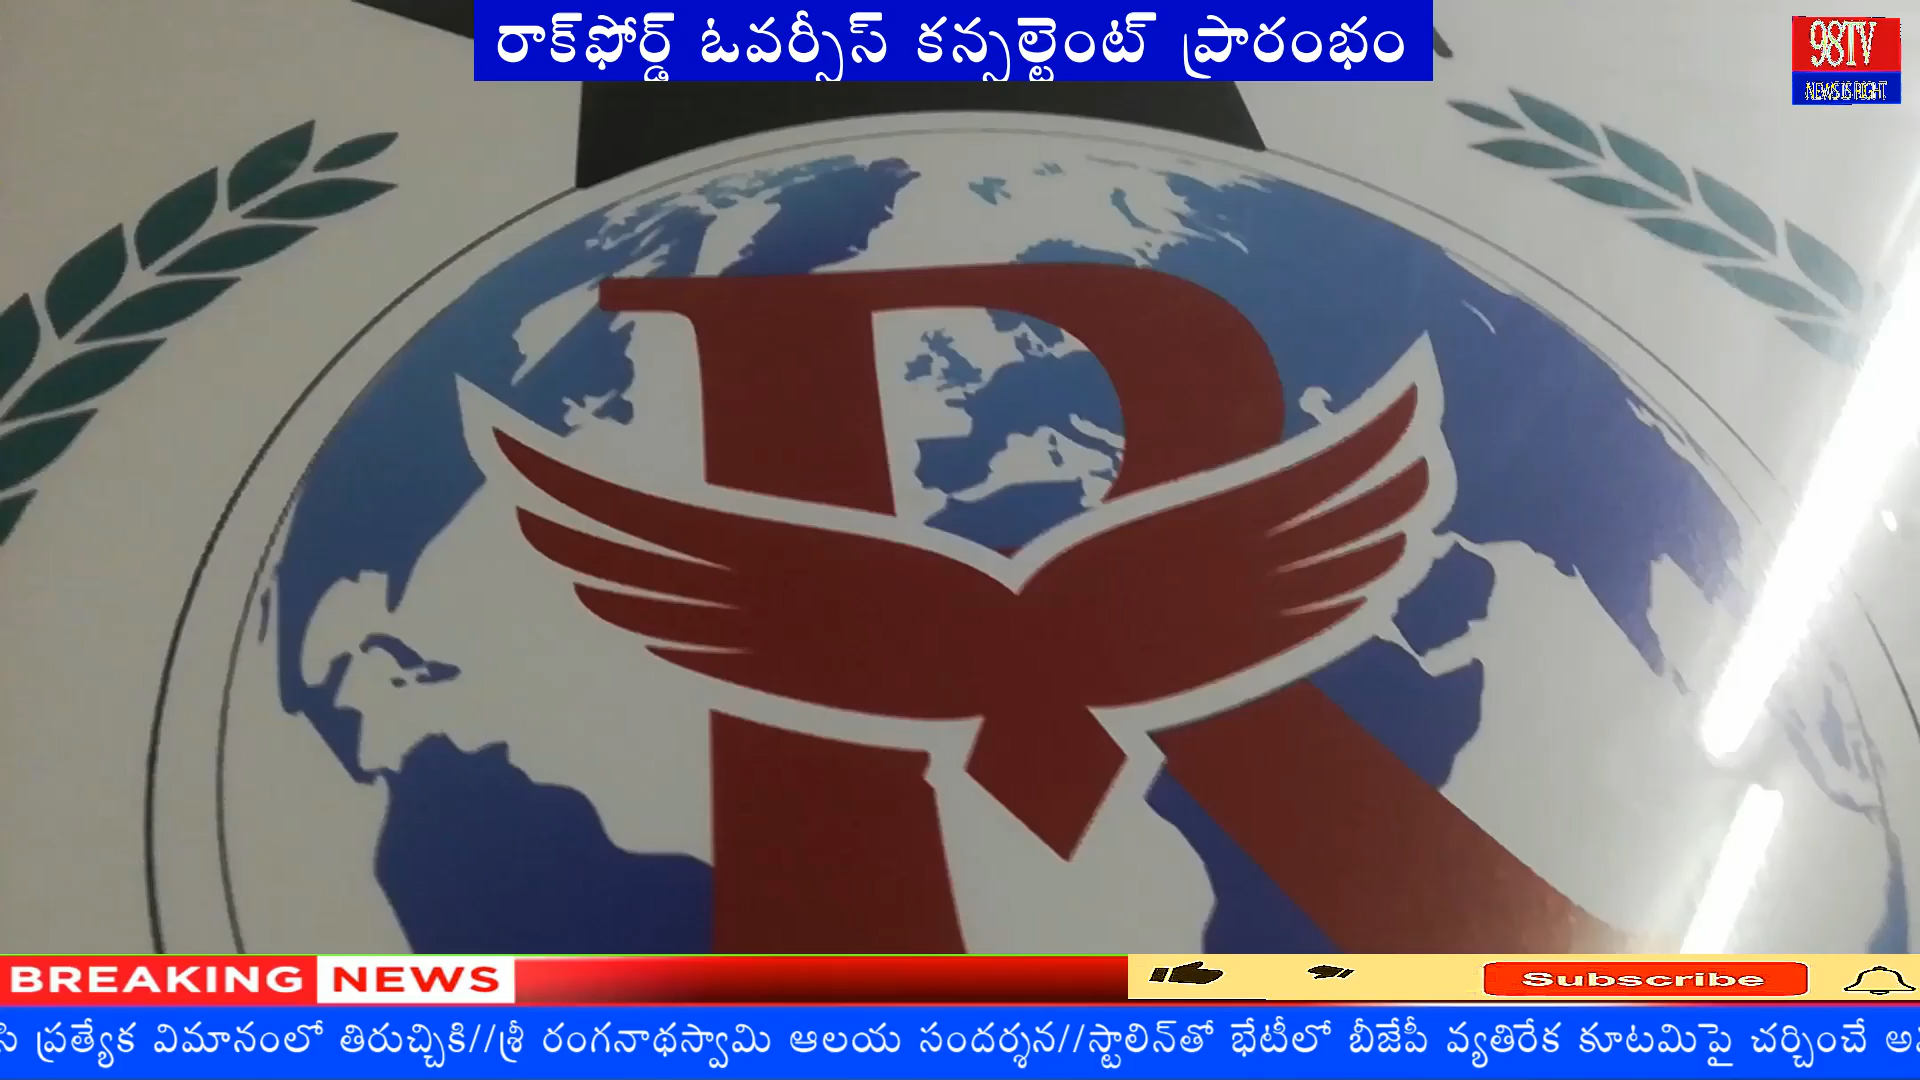 రాక్‌ఫోర్డ్ ఓవర్సీస్ కన్సల్టెంట్ ప్రారంభం
98TV
NEWS IS RIGHT
R
BREAKING NEWS
Subscribe
ప్రత్యేక విమానంలో తిరుచ్చికి//శ్రీ రంగనాథస్వామి ఆలయ సందర్శన//స్టాలిన్‌తో భేటీలో బీజేపీ వ్యతిరేక కూటమిపై చర్చించే